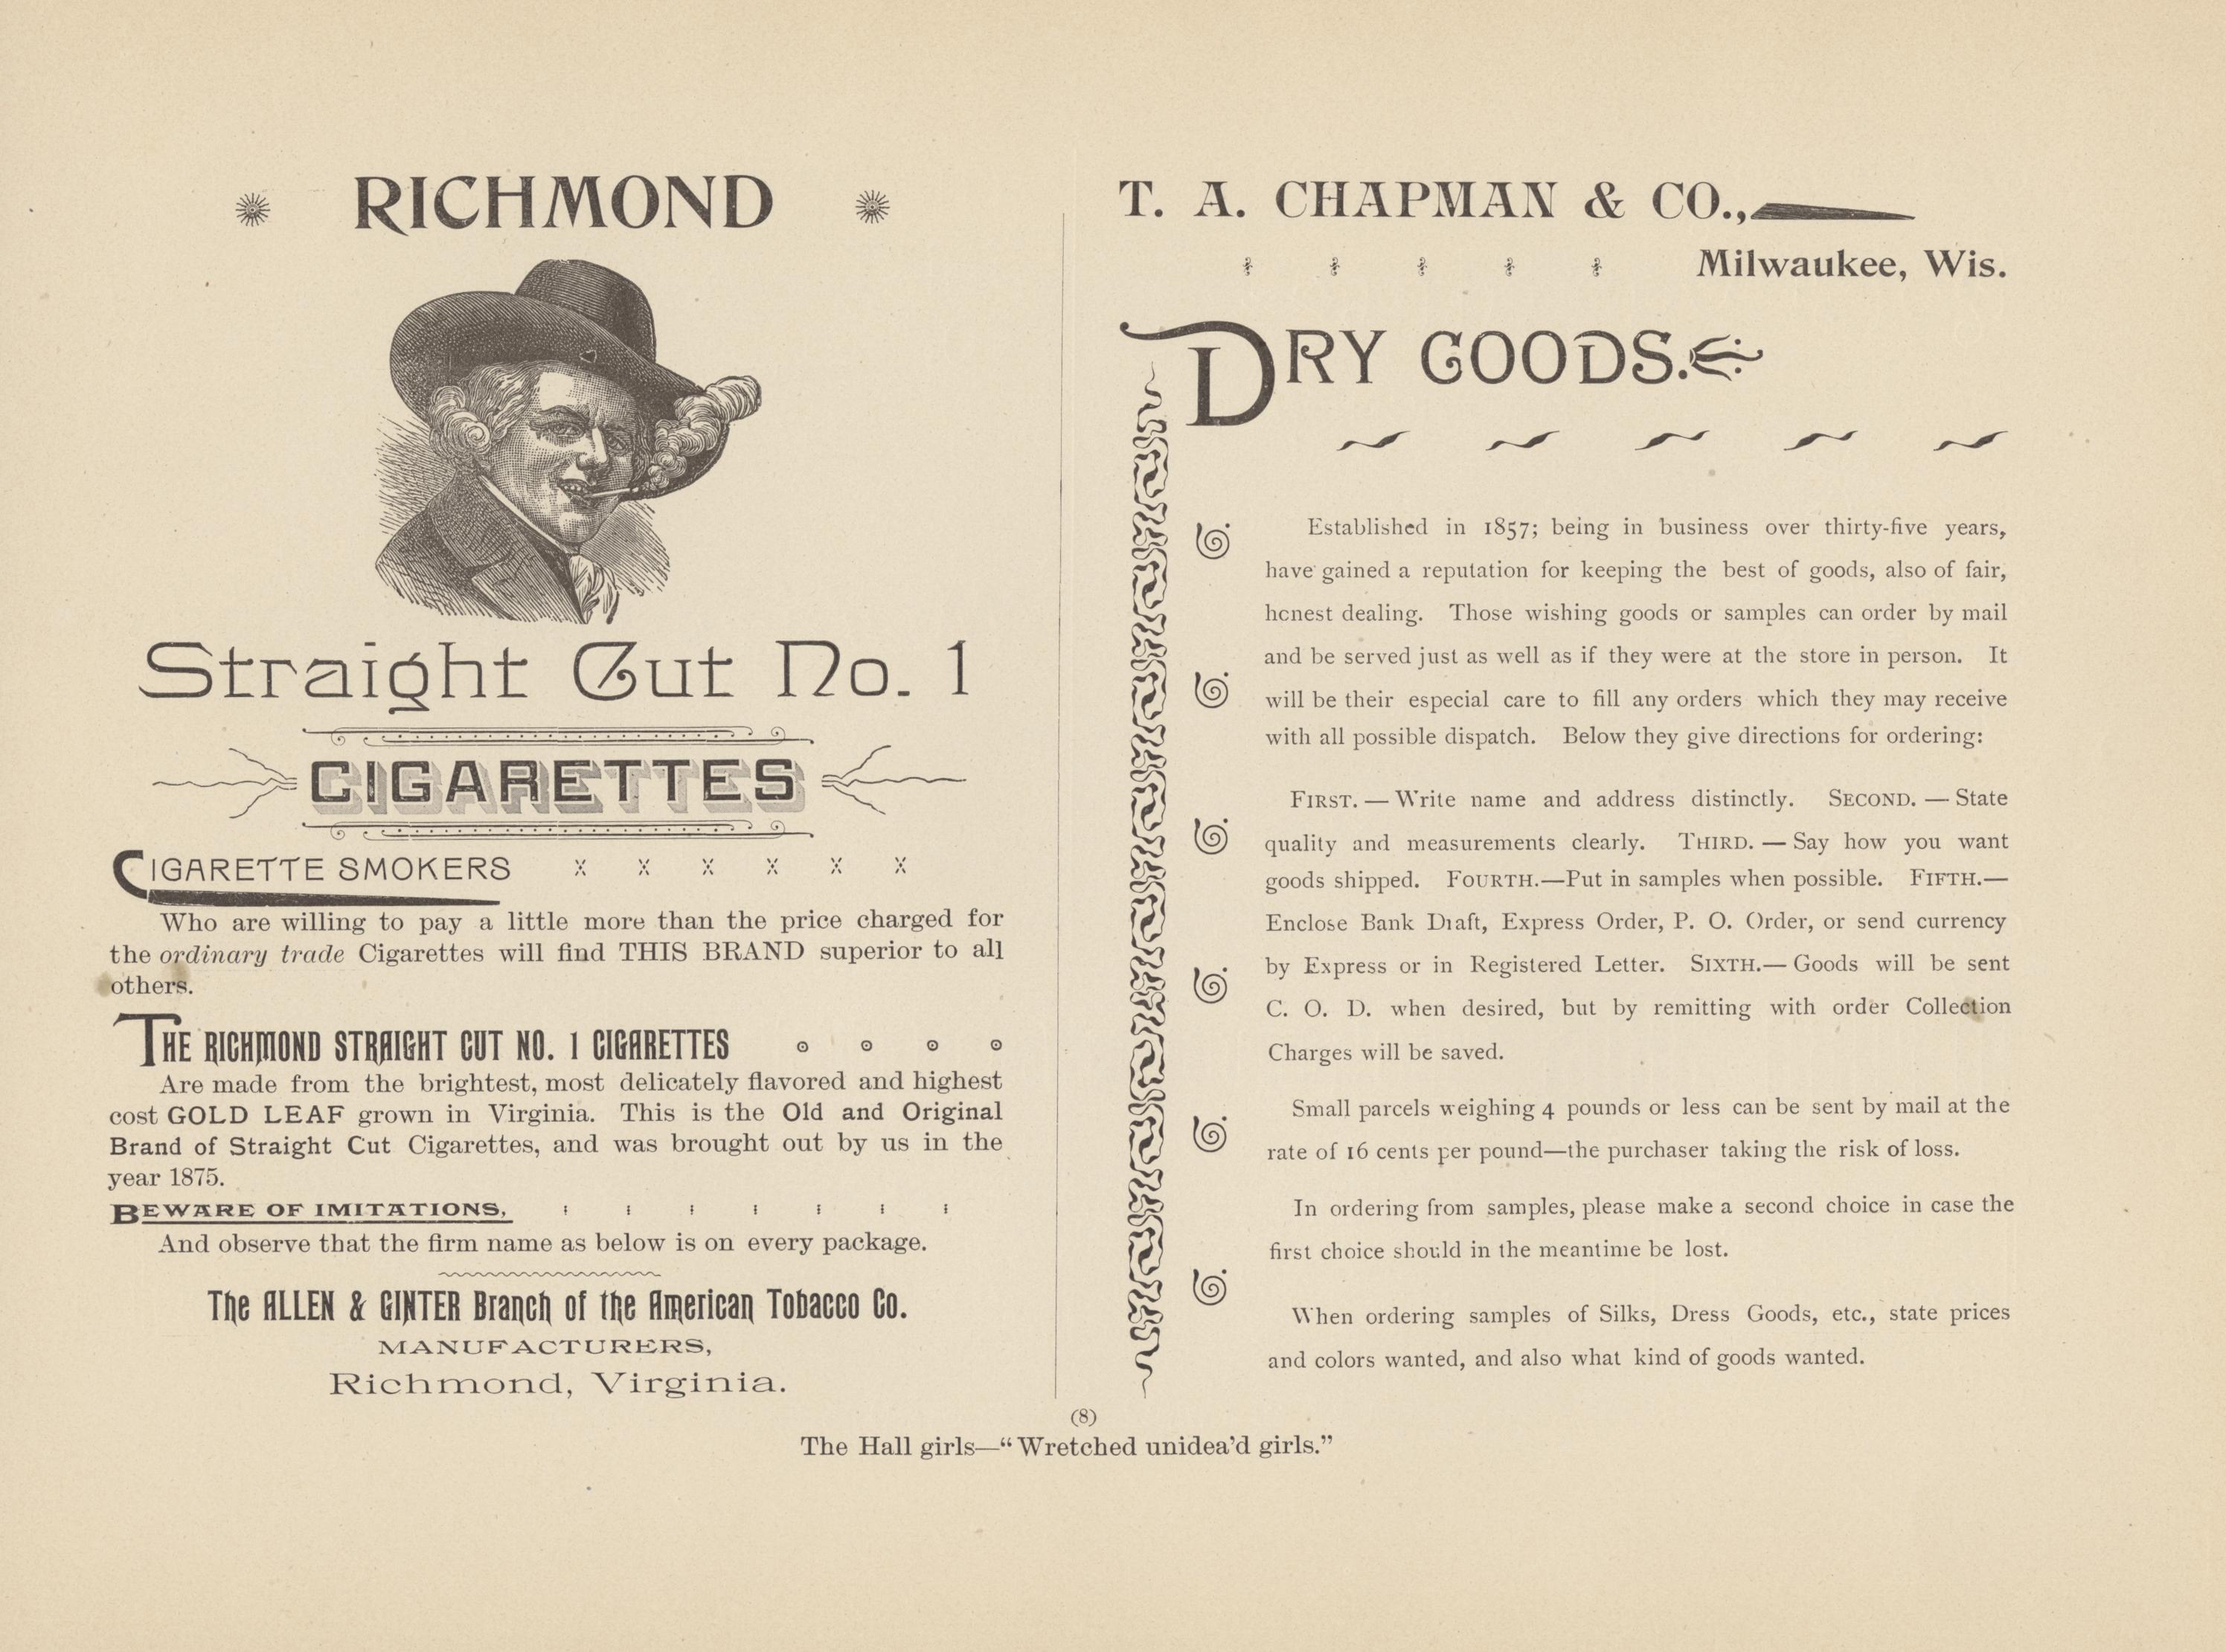 RICHMOND
Straight Cut No. 1
CIGARETTES
CIGARETTE SMOKERS
Who are willing to pay a little more than the price charged for
the ordinary trade Cigarettes will find THIS BRAND superior to all
others.
THE RICHMOND STRAIGHT CUT NO. 1 CIGARETTES
Are made from the brightest, most delicately flavored and highest
cost GOLD LEAF grown in Virginia. This is the Old and Original
Brand of Straight Cut Cigarettes, and was brought out by us in the
year 1875.
BEWARE OF IMITATIONS,
And observe that the firm name as below is on every package.
The ALLEN & GINTER Branch of the American Tobacco Co.
MANUFACTURERS,
Richmond, Virginia.
T. A. CHAPMAN & CO.,
Milwaukee, Wis.
DRY GOODS.
Established in 1857; being in business over thirty-five years,
have gained a reputation for keeping the best of goods, also of fair,
honest dealing. Those wishing goods or samples can order by mail
and be served just as well as if they were at the store in person. It
will be their especial care to fill any orders which they may receive
with all possible dispatch. Below they give directions for ordering:
FIRST. — Write name and address distinctly. SECOND. — State
quality and measurements clearly. THIRD. — Say how you want
goods shipped. FOURTH.—Put in samples when possible. FIFTH.—
Enclose Bank Draft, Express Order, P. O. Order, or send currency
by Express or in Registered Letter. SIXTH.— Goods will be sent
C. O. D. when desired, but by remitting with order Collection
Charges will be saved.
Small parcels weighing 4 pounds or less can be sent by mail at the
rate of 16 cents per pound—the purchaser taking the risk of loss.
In ordering from samples, please make a second choice in case the
first choice should in the meantime be lost.
When ordering samples of Silks, Dress Goods, etc., state prices
and colors wanted, and also what kind of goods wanted.
(8)
The Hall girls—“Wretched unidea’d girls.”